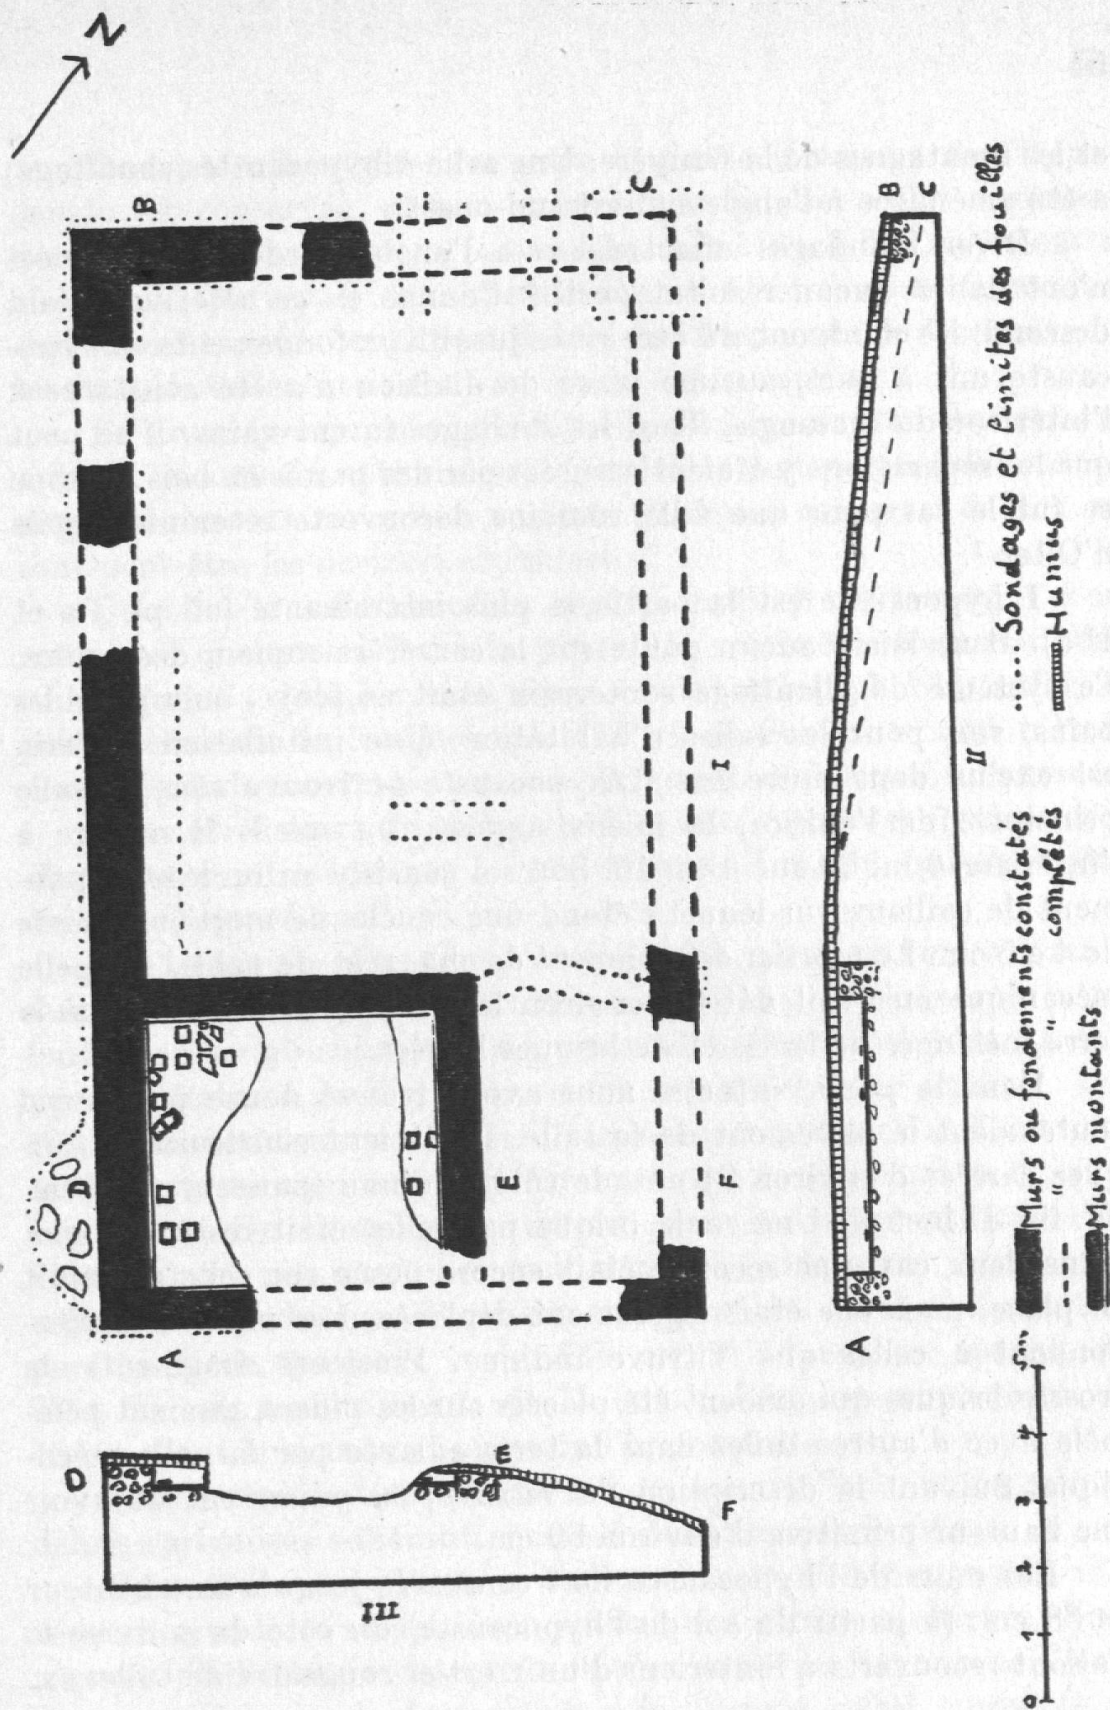 N
B
C
D
A
E
F
I
A
B
C
II
D
E
F
III
Murs ou fondements constatés
" " complétés
Murs montants
Sondages et limites des fouilles
Humus
0 1 2 3 4 5m